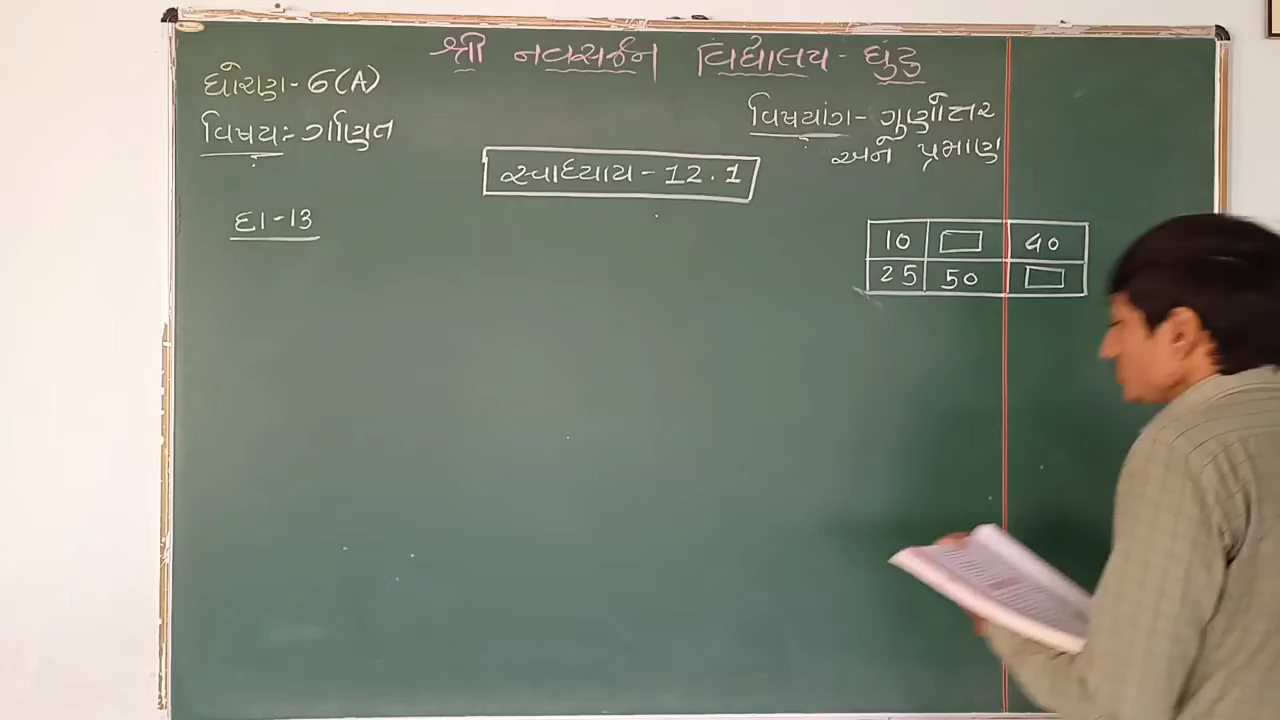 શ્રી નવસર્જન વિદ્યાલય - ધુંટુ
ધોરણ - 6 (A)
વિષય:- ગણિત
વિષયાંગ - ગુણોત્તર
અને પ્રમાણ
સ્વાધ્યાય - 12.1
દા - 13
10 40
25 50